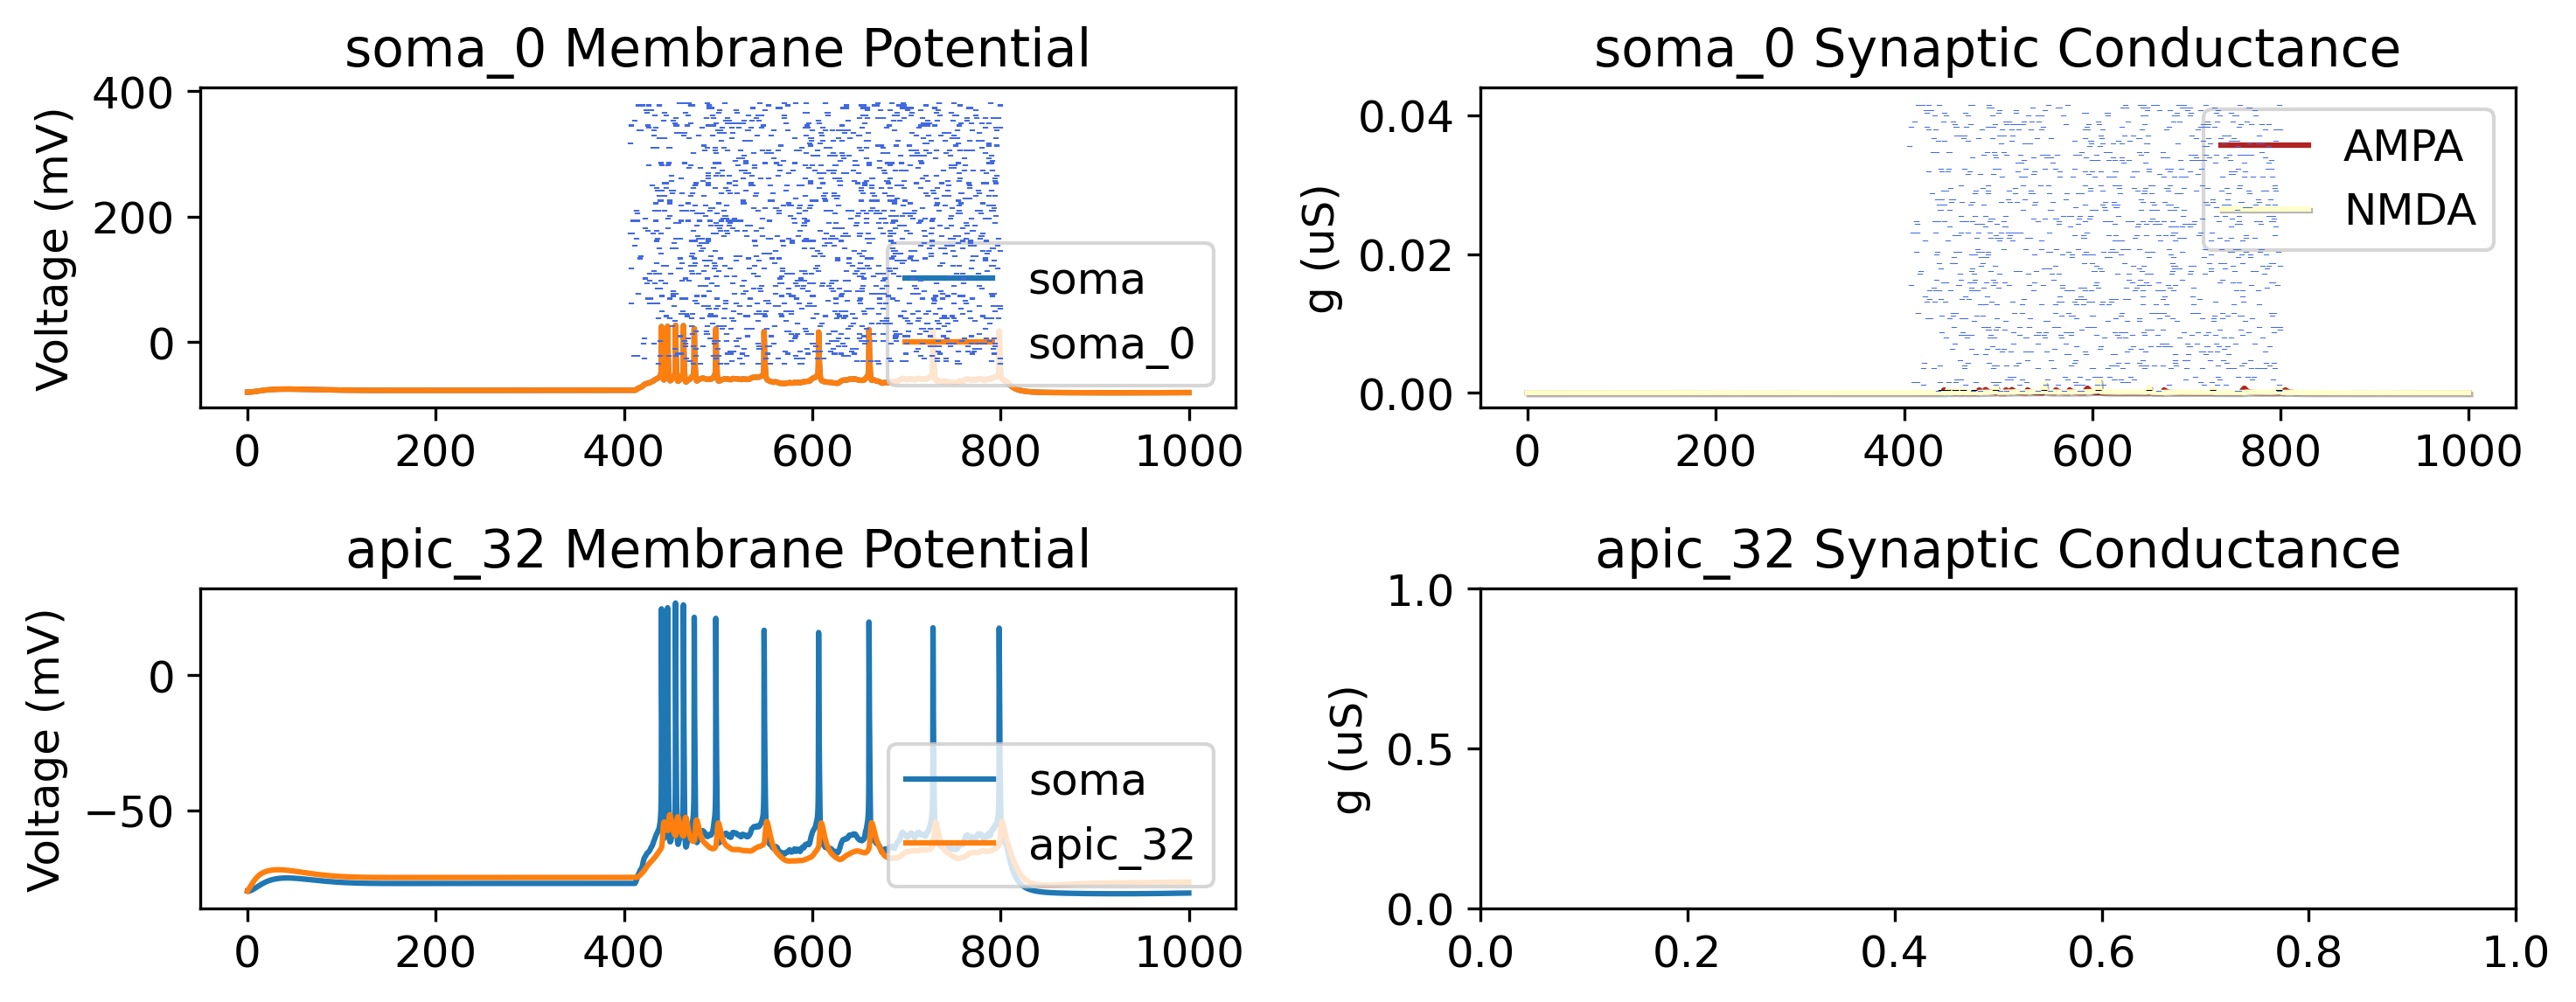 soma_0 Membrane Potential
Voltage (mV)
400
200
0
soma
soma_0
0 200 400 600 800 1000
soma_0 Synaptic Conductance
g (uS)
0.04
0.02
0.00
AMPA
NMDA
0 200 400 600 800 1000
apic_32 Membrane Potential
Voltage (mV)
0
−50
soma
apic_32
0 200 400 600 800 1000
apic_32 Synaptic Conductance
g (uS)
1.0
0.5
0.0
0.0 0.2 0.4 0.6 0.8 1.0